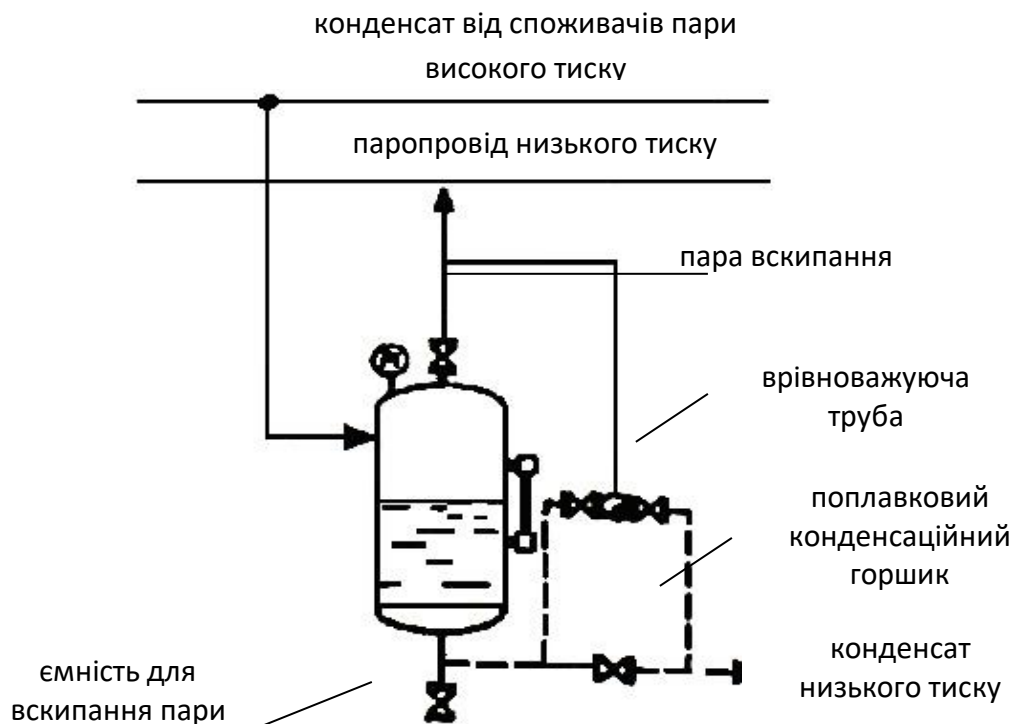 конденсат від споживачів пари
високого тиску
паропровід низького тиску
пара вскипання
врівноважуюча
труба
поплавковий
конденсаційний
горшик
конденсат
низького тиску
ємність для
вскипання пари